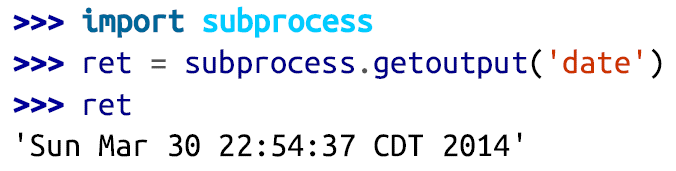 >>> import subprocess
>>> ret = subprocess.getoutput('date')
>>> ret
'Sun Mar 30 22:54:37 CDT 2014'